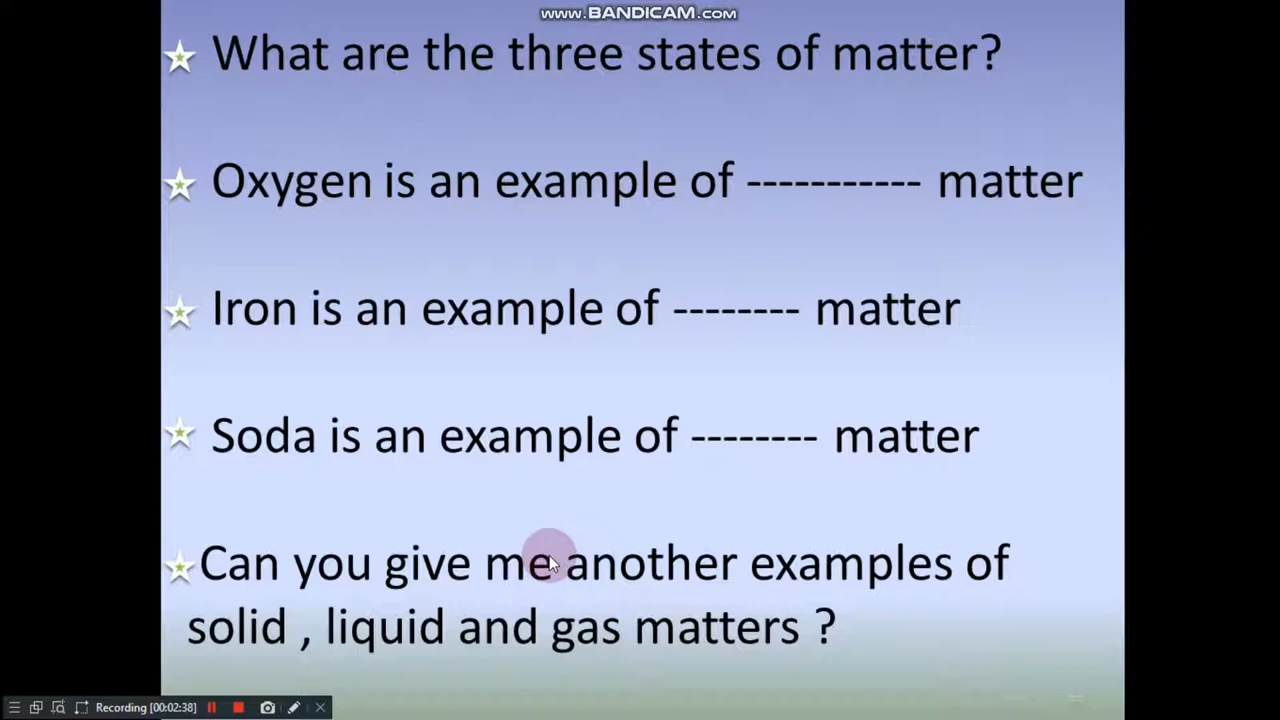 www.BANDICAM.com
What are the three states of matter?
Oxygen is an example of ----------- matter
Iron is an example of -------- matter
Soda is an example of -------- matter
Can you give me another examples of
solid , liquid and gas matters ?
Recording [00:02:38]